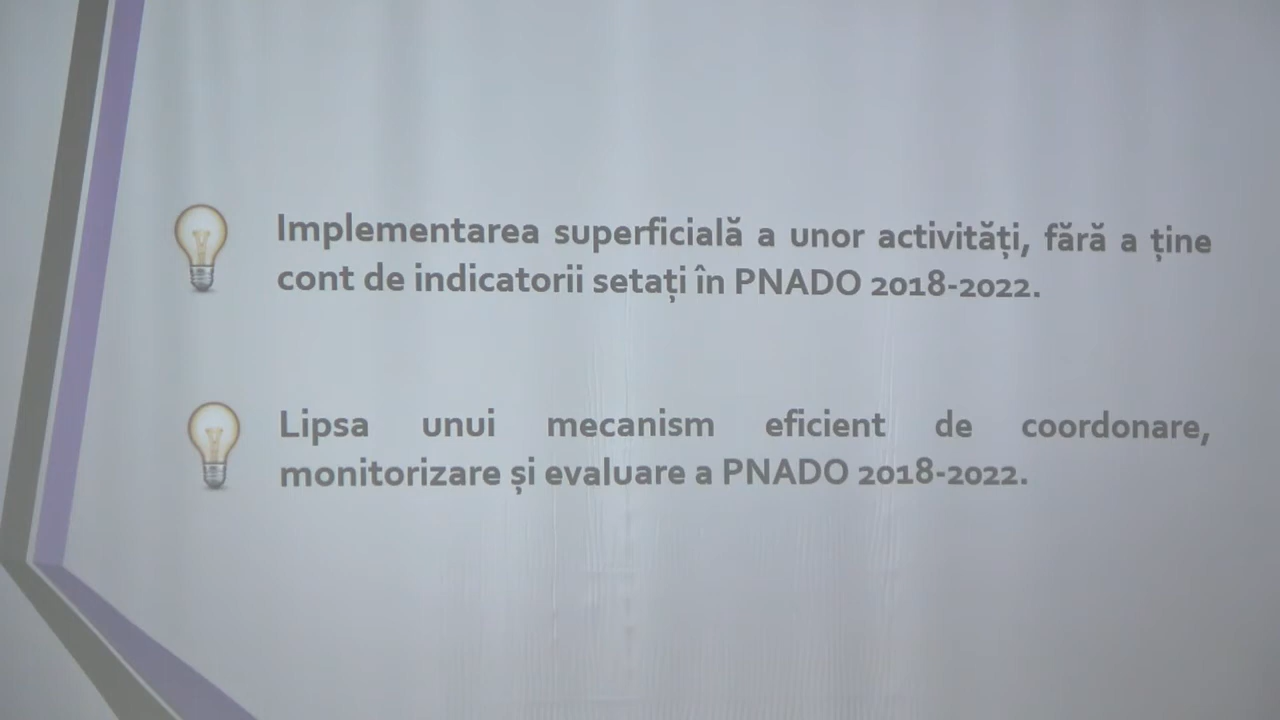 Implementarea superficială a unor activități, fără a ține
cont de indicatorii setați în PNADO 2018-2022.
Lipsa unui mecanism eficient de coordonare,
monitorizare și evaluare a PNADO 2018-2022.